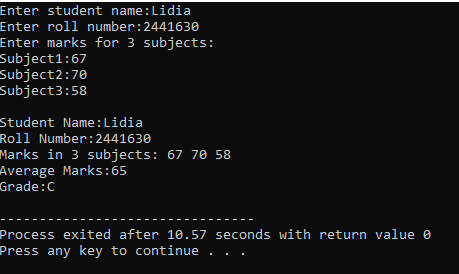 Enter student name:Lidia
Enter roll number:2441630
Enter marks for 3 subjects:
Subject1:67
Subject2:70
Subject3:58
Student Name:Lidia
Roll Number:2441630
Marks in 3 subjects: 67 70 58
Average Marks:65
Grade:C
--------------------------------
Process exited after 10.57 seconds with return value 0
Press any key to continue . . .